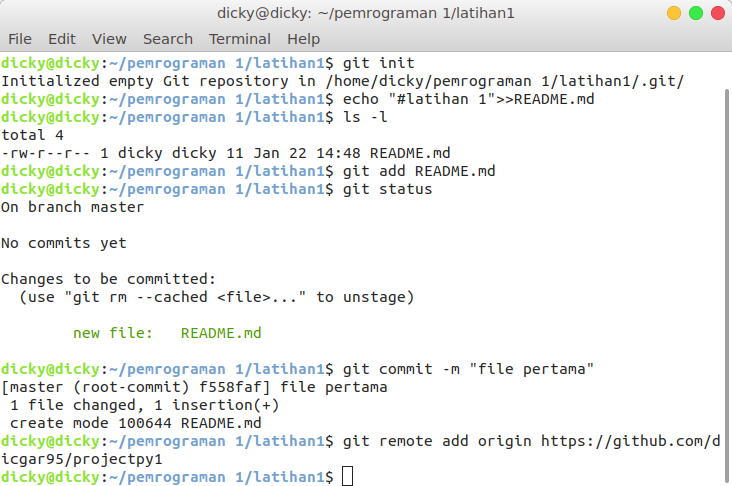 dicky@dicky: ~/pemrograman 1/latihan1
File Edit View Search Terminal Help
dicky@dicky:~/pemrograman 1/latihan1$ git init
Initialized empty Git repository in /home/dicky/pemrograman 1/latihan1/.git/
dicky@dicky:~/pemrograman 1/latihan1$ echo "#latihan 1">>README.md
dicky@dicky:~/pemrograman 1/latihan1$ ls -l
total 4
-rw-r--r-- 1 dicky dicky 11 Jan 22 14:48 README.md
dicky@dicky:~/pemrograman 1/latihan1$ git add README.md
dicky@dicky:~/pemrograman 1/latihan1$ git status
On branch master
No commits yet
Changes to be committed:
  (use "git rm --cached <file>..." to unstage)
        new file:   README.md
dicky@dicky:~/pemrograman 1/latihan1$ git commit -m "file pertama"
[master (root-commit) f558faf] file pertama
 1 file changed, 1 insertion(+)
 create mode 100644 README.md
dicky@dicky:~/pemrograman 1/latihan1$ git remote add origin https://github.com/d
icgar95/projectpy1
dicky@dicky:~/pemrograman 1/latihan1$